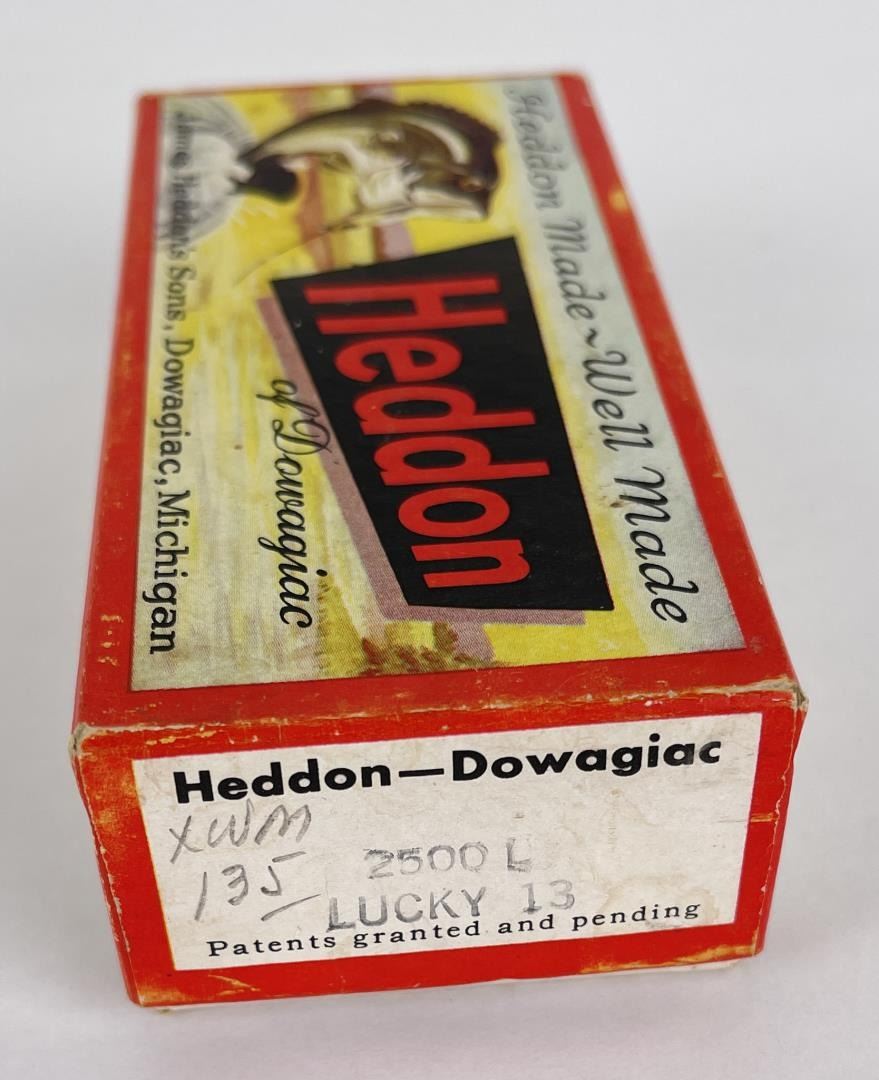 Heddon Made~Well Made
Heddon
of Dowagiac
James Heddon's Sons, Dowagiac, Michigan
Heddon—Dowagiac
XWM
135
2500 L
LUCKY 13
Patents granted and pending